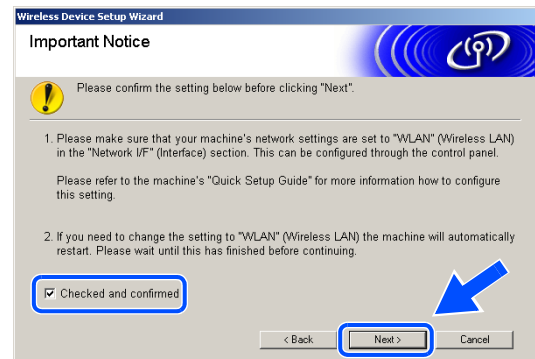 Wireless Device Setup Wizard
Important Notice
Please confirm the setting below before clicking "Next".
1. Please make sure that your machine's network settings are set to "WLAN" (Wireless LAN)
in the "Network I/F" (Interface) section. This can be configured through the control panel.
Please refer to the machine's "Quick Setup Guide" for more information how to configure
this setting.
2. If you need to change the setting to "WLAN" (Wireless LAN) the machine will automatically
restart. Please wait until this has finished before continuing.
Checked and confirmed
< Back Next > Cancel